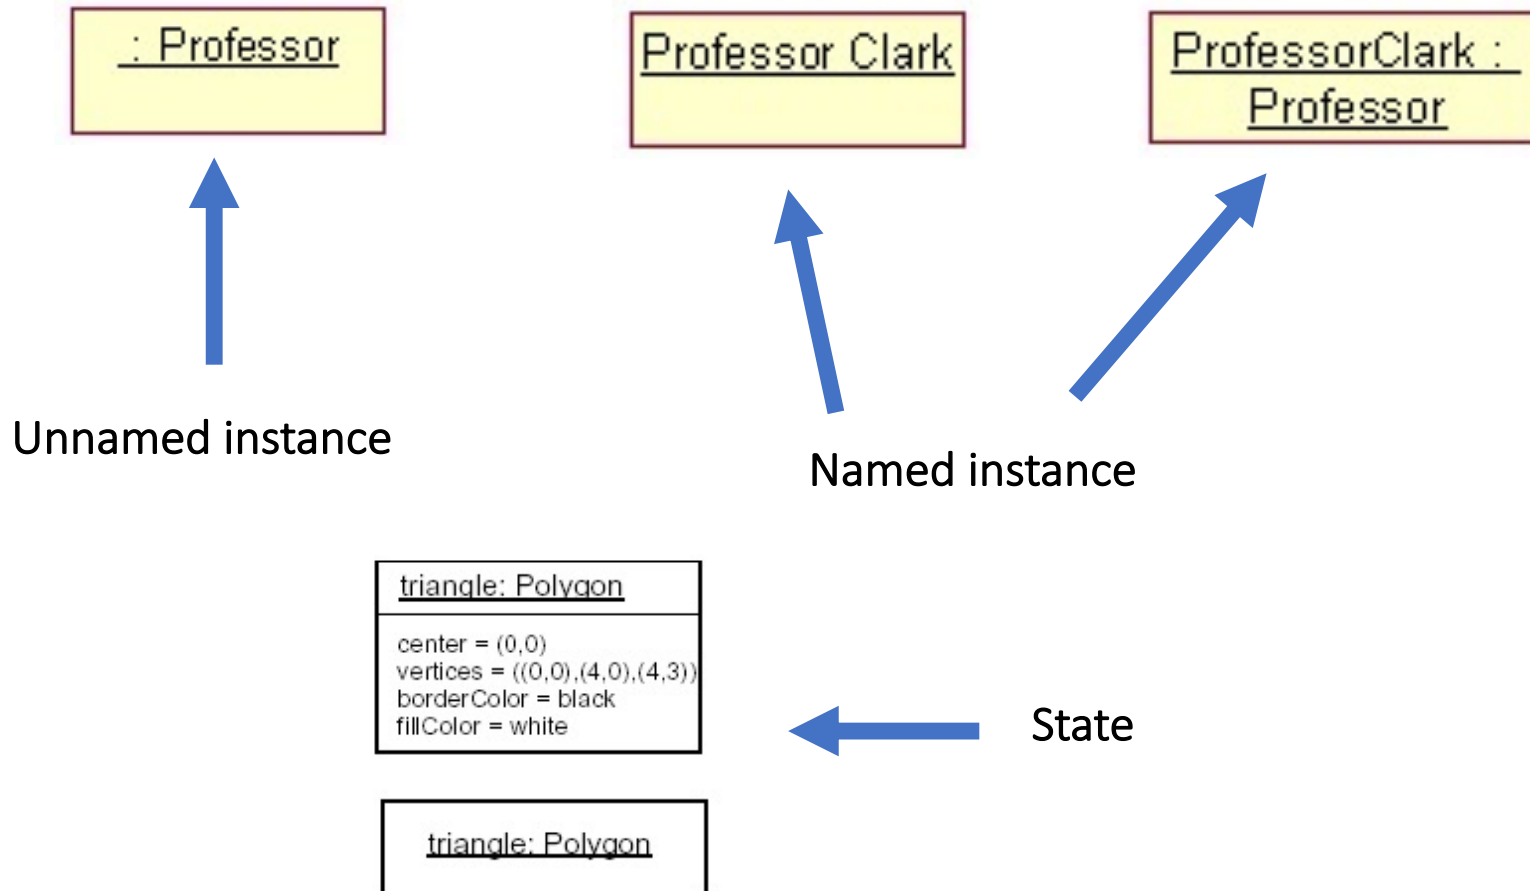 : Professor
Professor Clark
ProfessorClark :
Professor
Unnamed instance
Named instance
triangle: Polygon
center = (0,0)
vertices = ((0,0),(4,0),(4,3))
borderColor = black
fillColor = white
State
triangle: Polygon